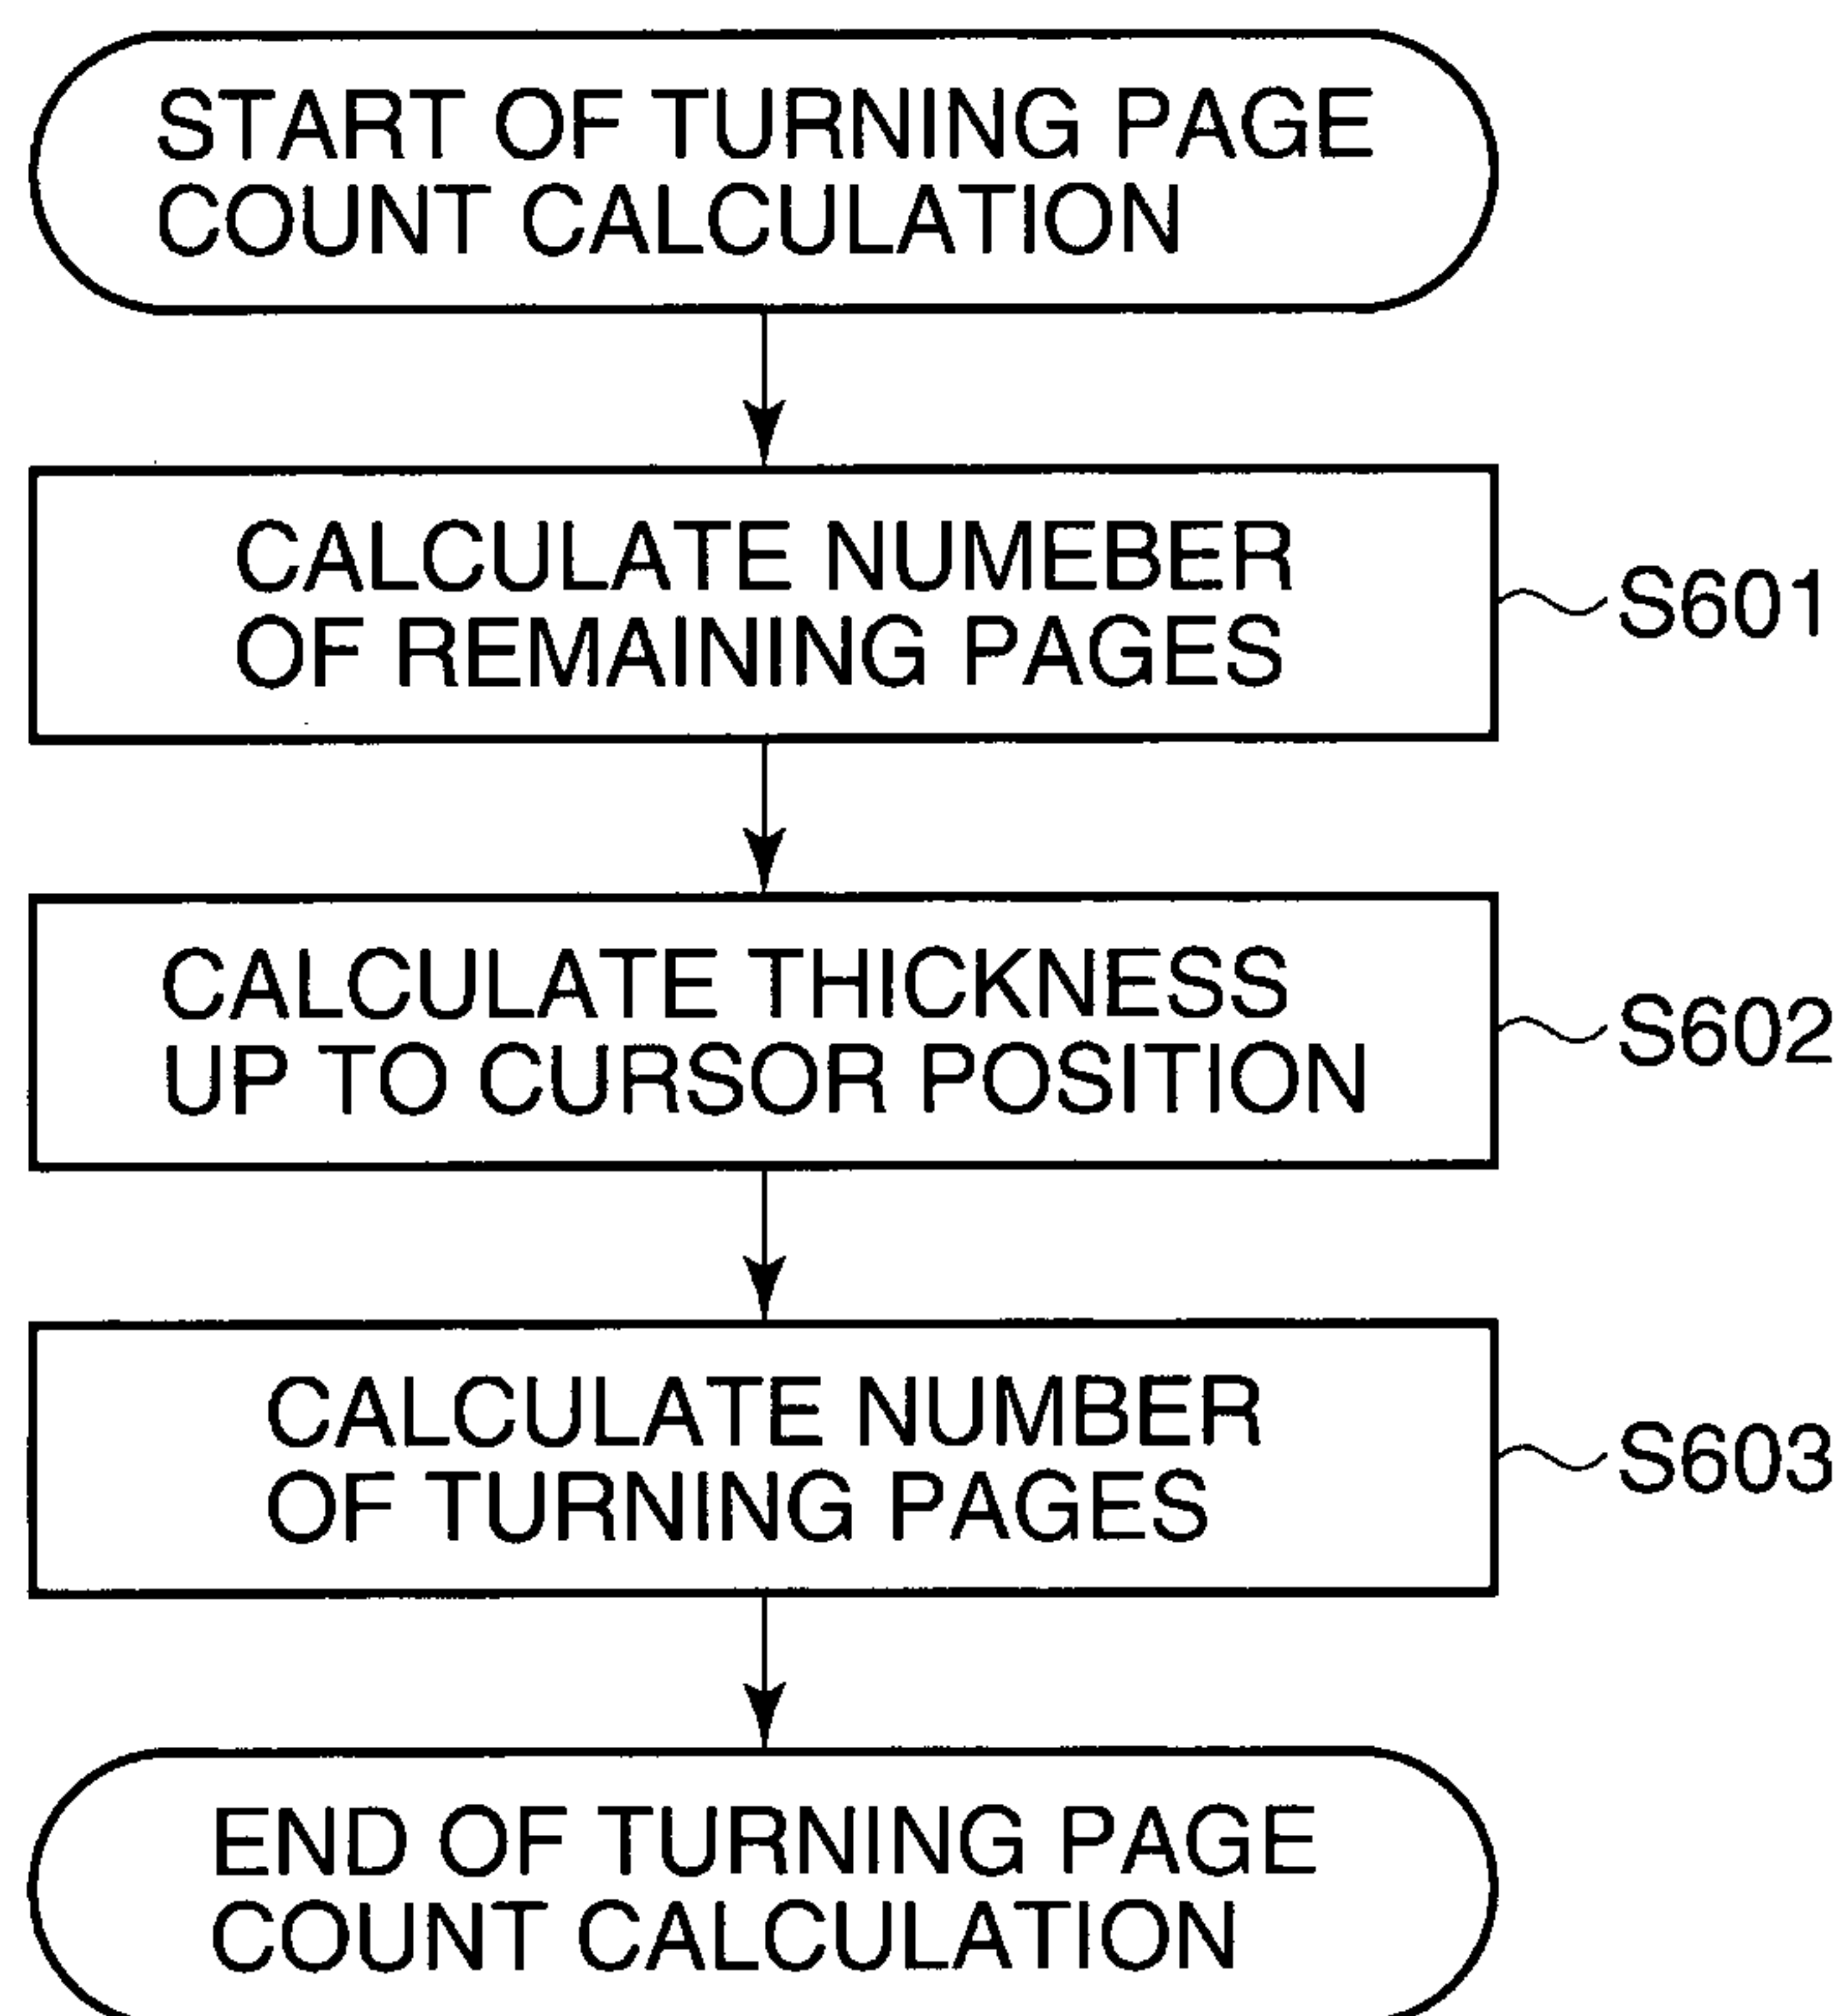 START OF TURNING PAGE
COUNT CALCULATION
CALCULATE NUMEBER
OF REMAINING PAGES
S601
CALCULATE THICKNESS
UP TO CURSOR POSITION
S602
CALCULATE NUMBER
OF TURNING PAGES
S603
END OF TURNING PAGE
COUNT CALCULATION